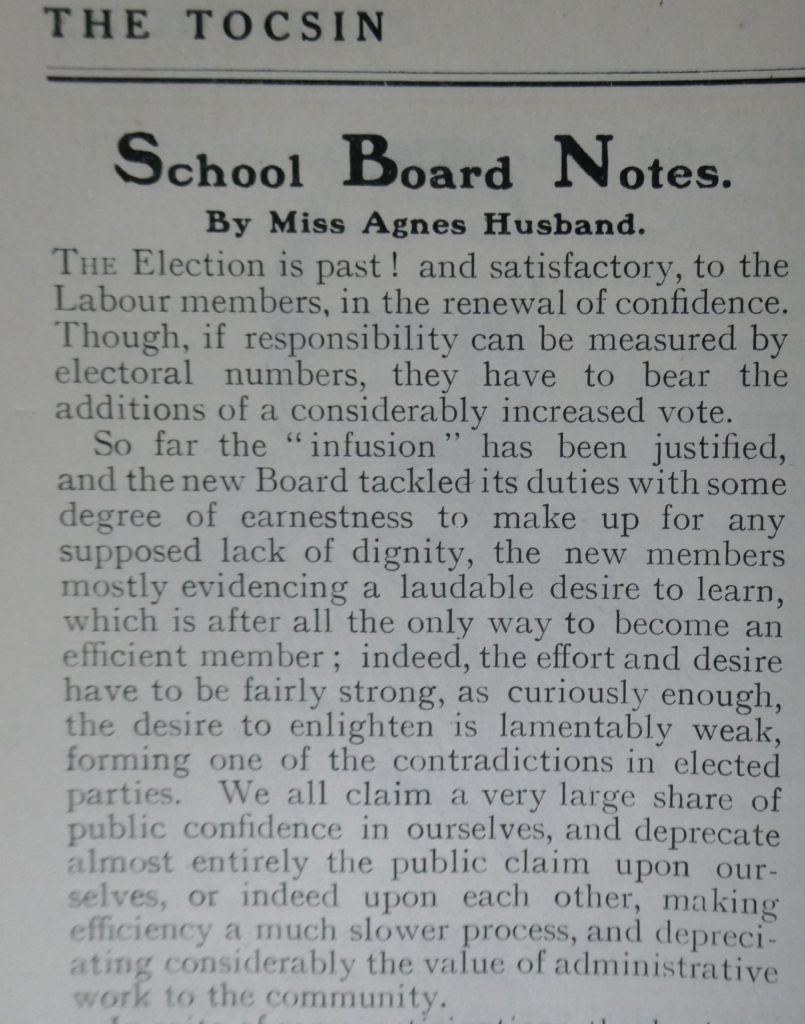 THE TOCSIN
School Board Notes.
By Miss Agnes Husband.
THE Election is past! and satisfactory, to the
Labour members, in the renewal of confidence.
Though, if responsibility can be measured by
electoral numbers, they have to bear the
additions of a considerably increased vote.
So far the "infusion" has been justified,
and the new Board tackled its duties with some
degree of earnestness to make up for any
supposed lack of dignity, the new members
mostly evidencing a laudable desire to learn,
which is after all the only way to become an
efficient member; indeed, the effort and desire
have to be fairly strong, as curiously enough,
the desire to enlighten is lamentably weak,
forming one of the contradictions in elected
parties. We all claim a very large share of
public confidence in ourselves, and deprecate
almost entirely the public claim upon our-
selves, or indeed upon each other, making
efficiency a much slower process, and depreci-
ating considerably the value of administrative
work to the community.